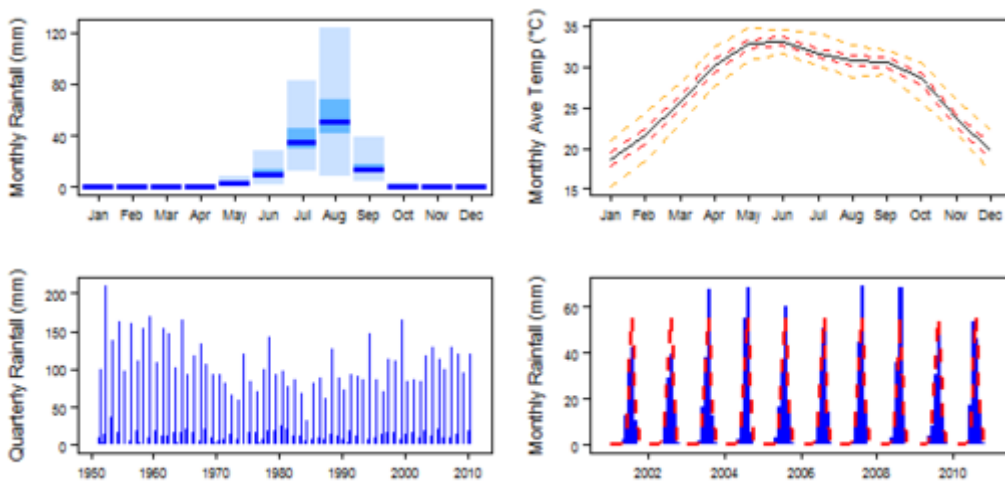 Monthly Rainfall (mm)
120
80
40
0
Jan Feb Mar Apr May Jun Jul Aug Sep Oct Nov Dec
Monthly Ave Temp (°C)
35
30
25
20
15
Jan Feb Mar Apr May Jun Jul Aug Sep Oct Nov Dec
Quarterly Rainfall (mm)
200
150
100
50
0
1950 1960 1970 1980 1990 2000 2010
Monthly Rainfall (mm)
60
40
20
0
2002 2004 2006 2008 2010